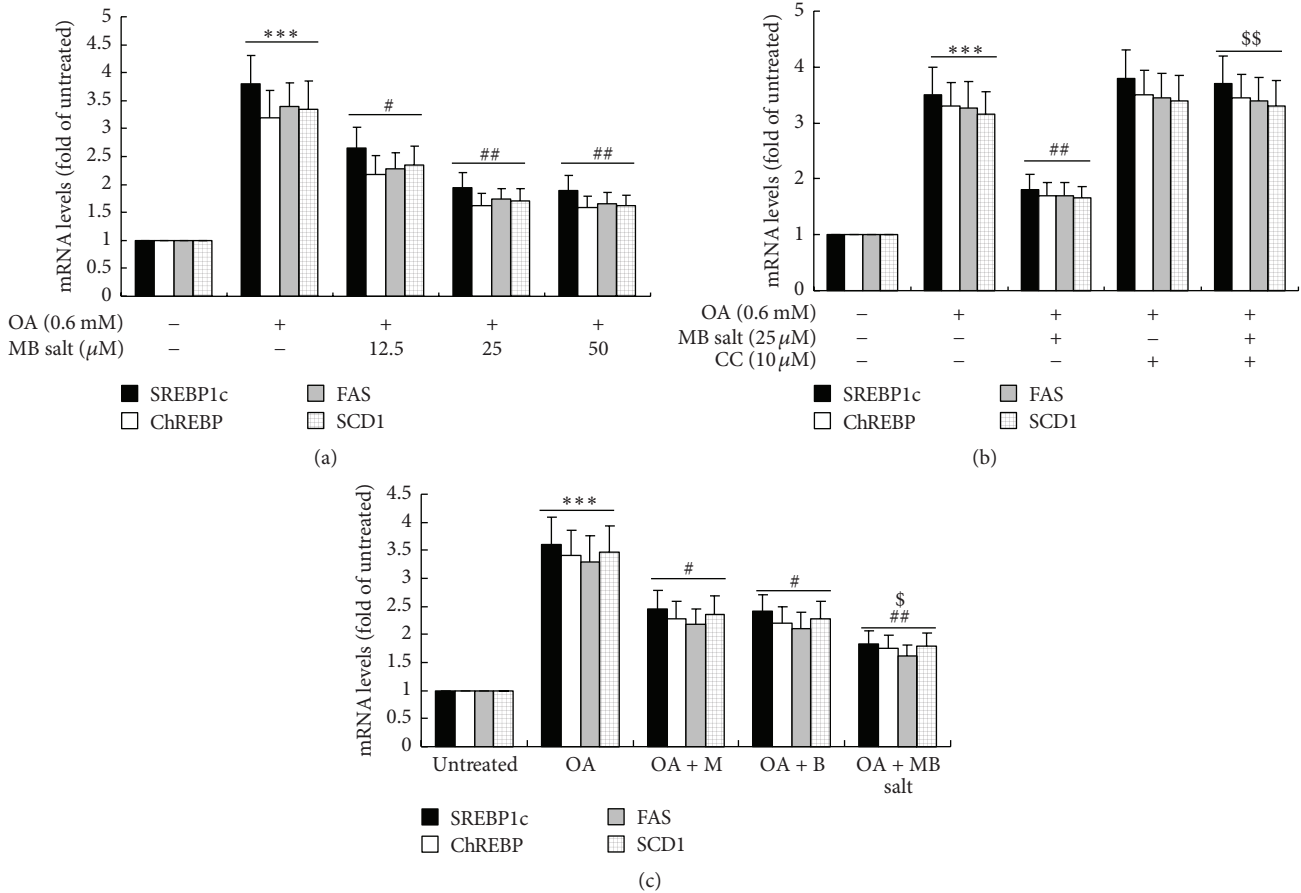 mRNA levels (fold of untreated)
5
4.5
4
3.5
3
2.5
2
1.5
1
0.5
0
***
#
##
##
OA (0.6 mM) − + + + +
MB salt (μM) − − 12.5 25 50
SREBP1c FAS
ChREBP SCD1
(a)
mRNA levels (fold of untreated)
5
4
3
2
1
0
***
##
$$
OA (0.6 mM) − + + + +
MB salt (25 μM) − − + − +
CC (10 μM) − − − + +
SREBP1c FAS
ChREBP SCD1
(b)
mRNA levels (fold of untreated)
4.5
4
3.5
3
2.5
2
1.5
1
0.5
0
***
#
#
$
##
Untreated OA OA + M OA + B OA + MB
salt
SREBP1c FAS
ChREBP SCD1
(c)